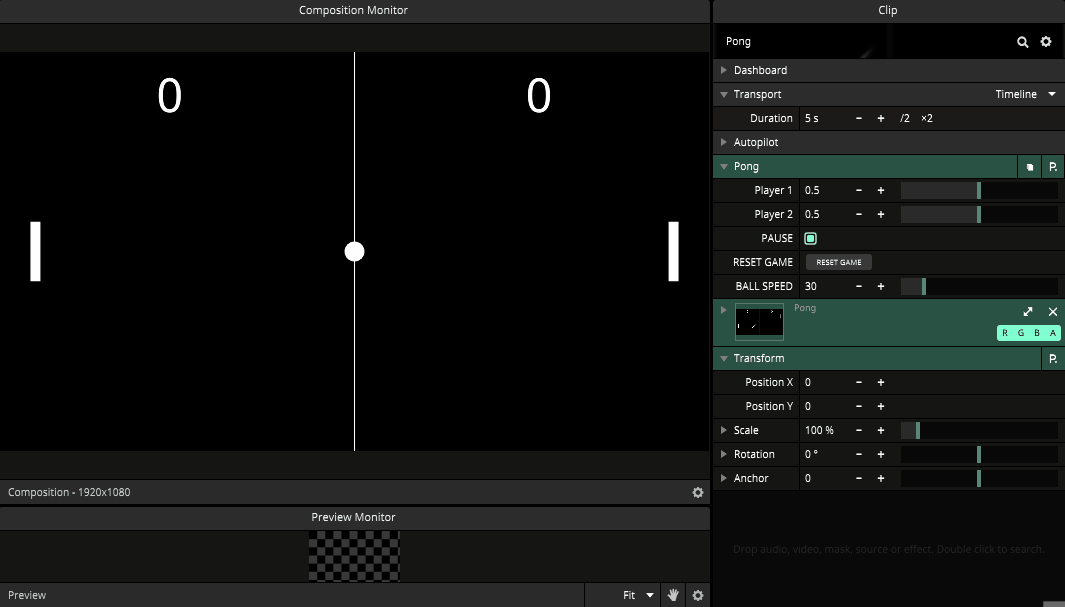 Composition Monitor
0 0
Composition - 1920x1080
Preview Monitor
Preview
Fit
Clip
Pong
Dashboard
Transport Timeline
Duration 5 s - + /2 ×2
Autopilot
Pong P.
Player 1 0.5 - +
Player 2 0.5 - +
PAUSE
RESET GAME RESET GAME
BALL SPEED 30 - +
Pong
R G B A
Transform P.
Position X 0 - +
Position Y 0 - +
Scale 100 % - +
Rotation 0 ° - +
Anchor 0 - +
Drop audio, video, mask, source or effect. Double click to search.